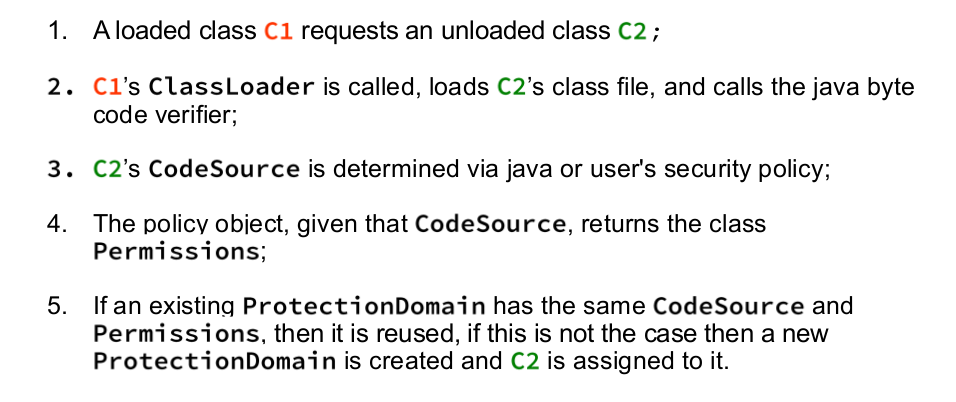 1. A loaded class C1 requests an unloaded class C2;
2. C1's ClassLoader is called, loads C2's class file, and calls the java byte
code verifier;
3. C2's CodeSource is determined via java or user's security policy;
4. The policy object, given that CodeSource, returns the class
Permissions;
5. If an existing ProtectionDomain has the same CodeSource and
Permissions, then it is reused, if this is not the case then a new
ProtectionDomain is created and C2 is assigned to it.